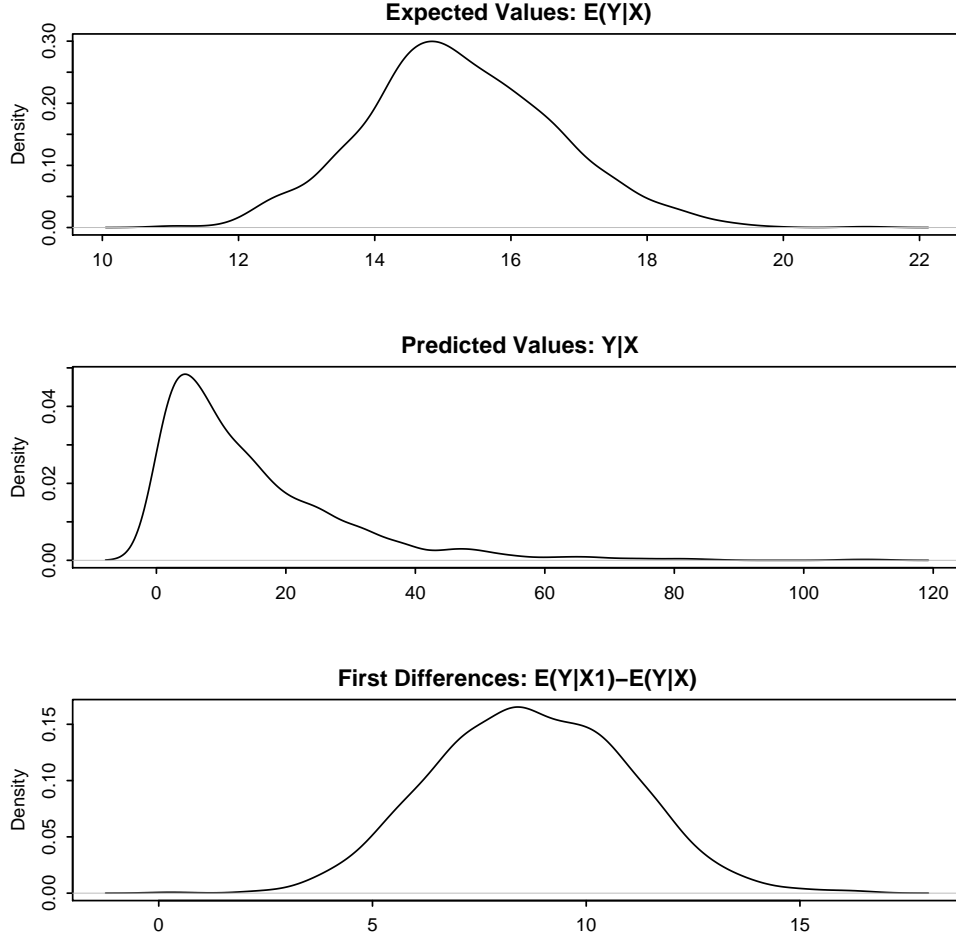 Expected Values: E(Y|X)
Density
0.00 0.10 0.20 0.30
10 12 14 16 18 20 22
Predicted Values: Y|X
Density
0.00 0.02 0.04
0 20 40 60 80 100 120
First Differences: E(Y|X1)−E(Y|X)
Density
0.00 0.05 0.10 0.15
0 5 10 15